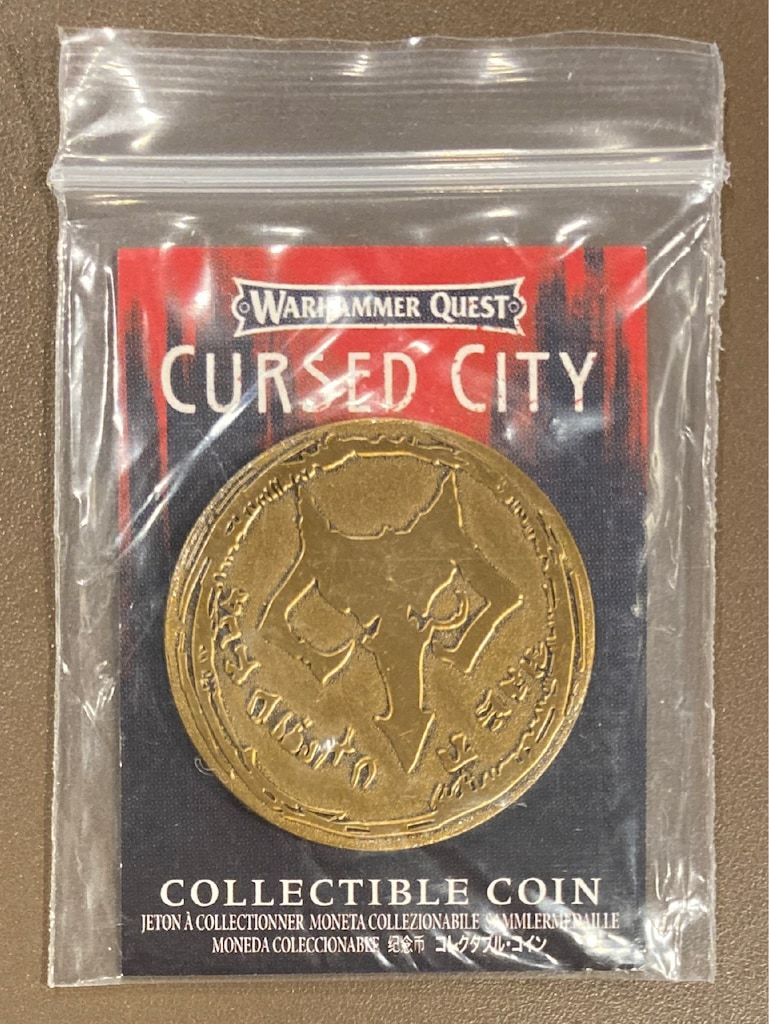 WARHAMMER QUEST
CURSED CITY
COLLECTIBLE COIN
JETON À COLLECTIONNER MONETA COLLEZIONABILE SAMMLERMEDAILLE
MONEDA COLECCIONABLE 纪念币 コレクタブル・コイン